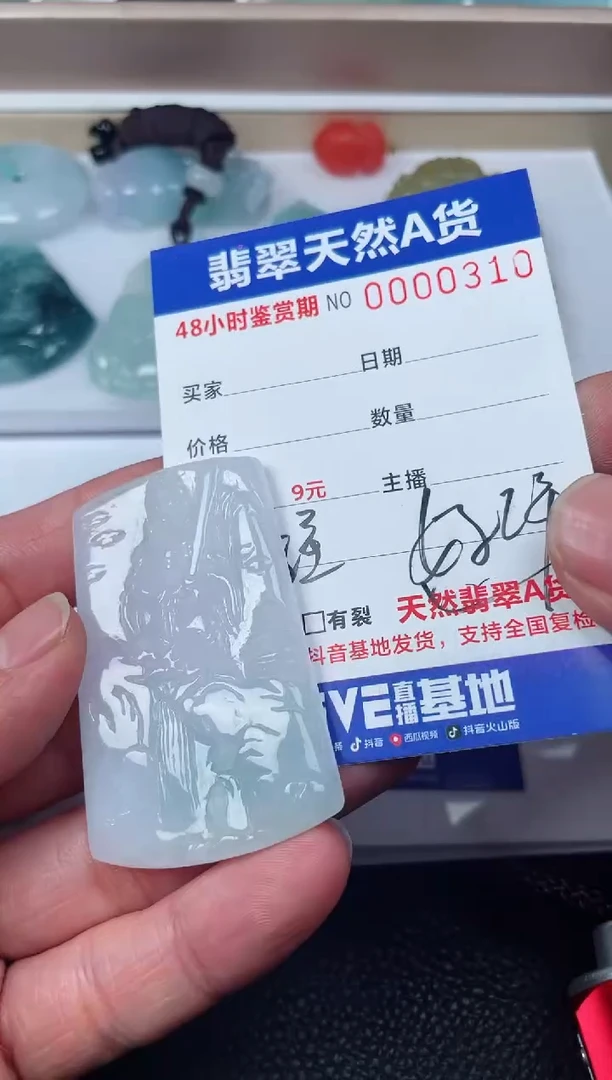 翡翠天然A货
48小时鉴赏期 NO 0000310
买家 日期
价格 数量
9元 主播
□有裂 天然翡翠A货
抖音基地发货，支持全国复检
VE直播基地
抖音 西瓜视频 抖音火山版